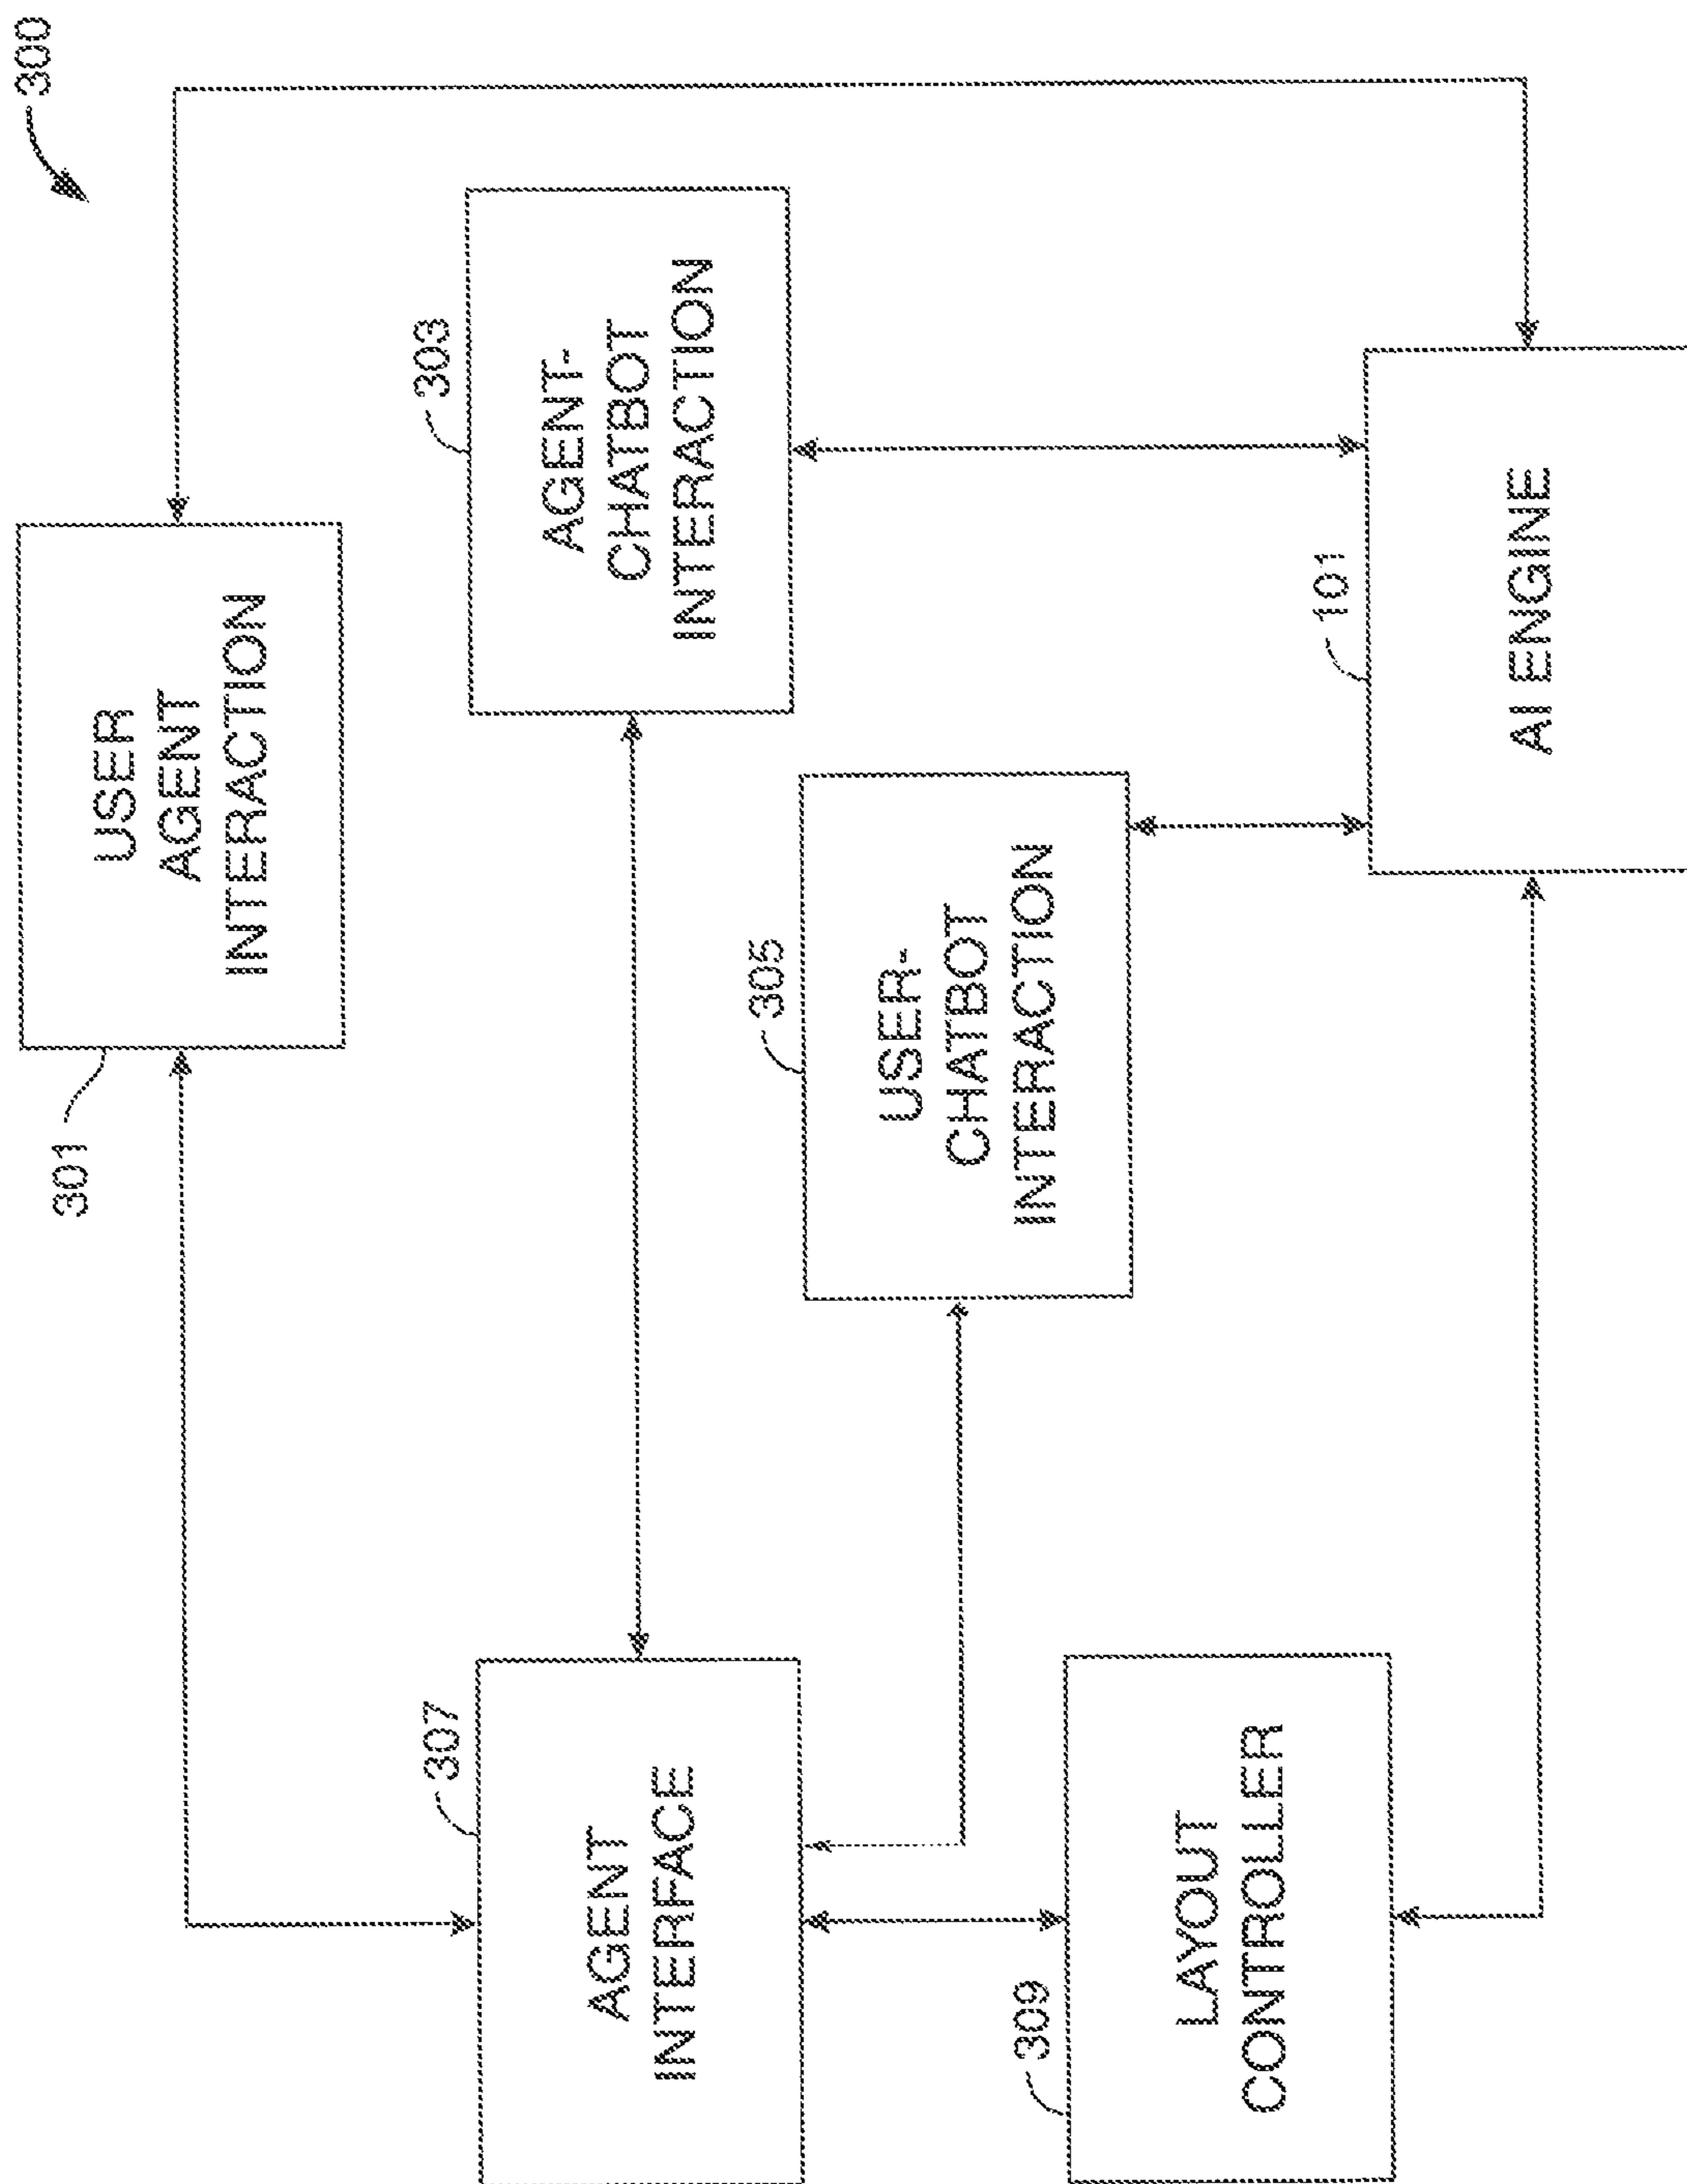 300
301
USER
AGENT
INTERACTION
307
AGENT
INTERFACE
303
AGENT-
CHATBOT
INTERACTION
305
USER-
CHATBOT
INTERACTION
309
LAYOUT
CONTROLLER
101
AI ENGINE